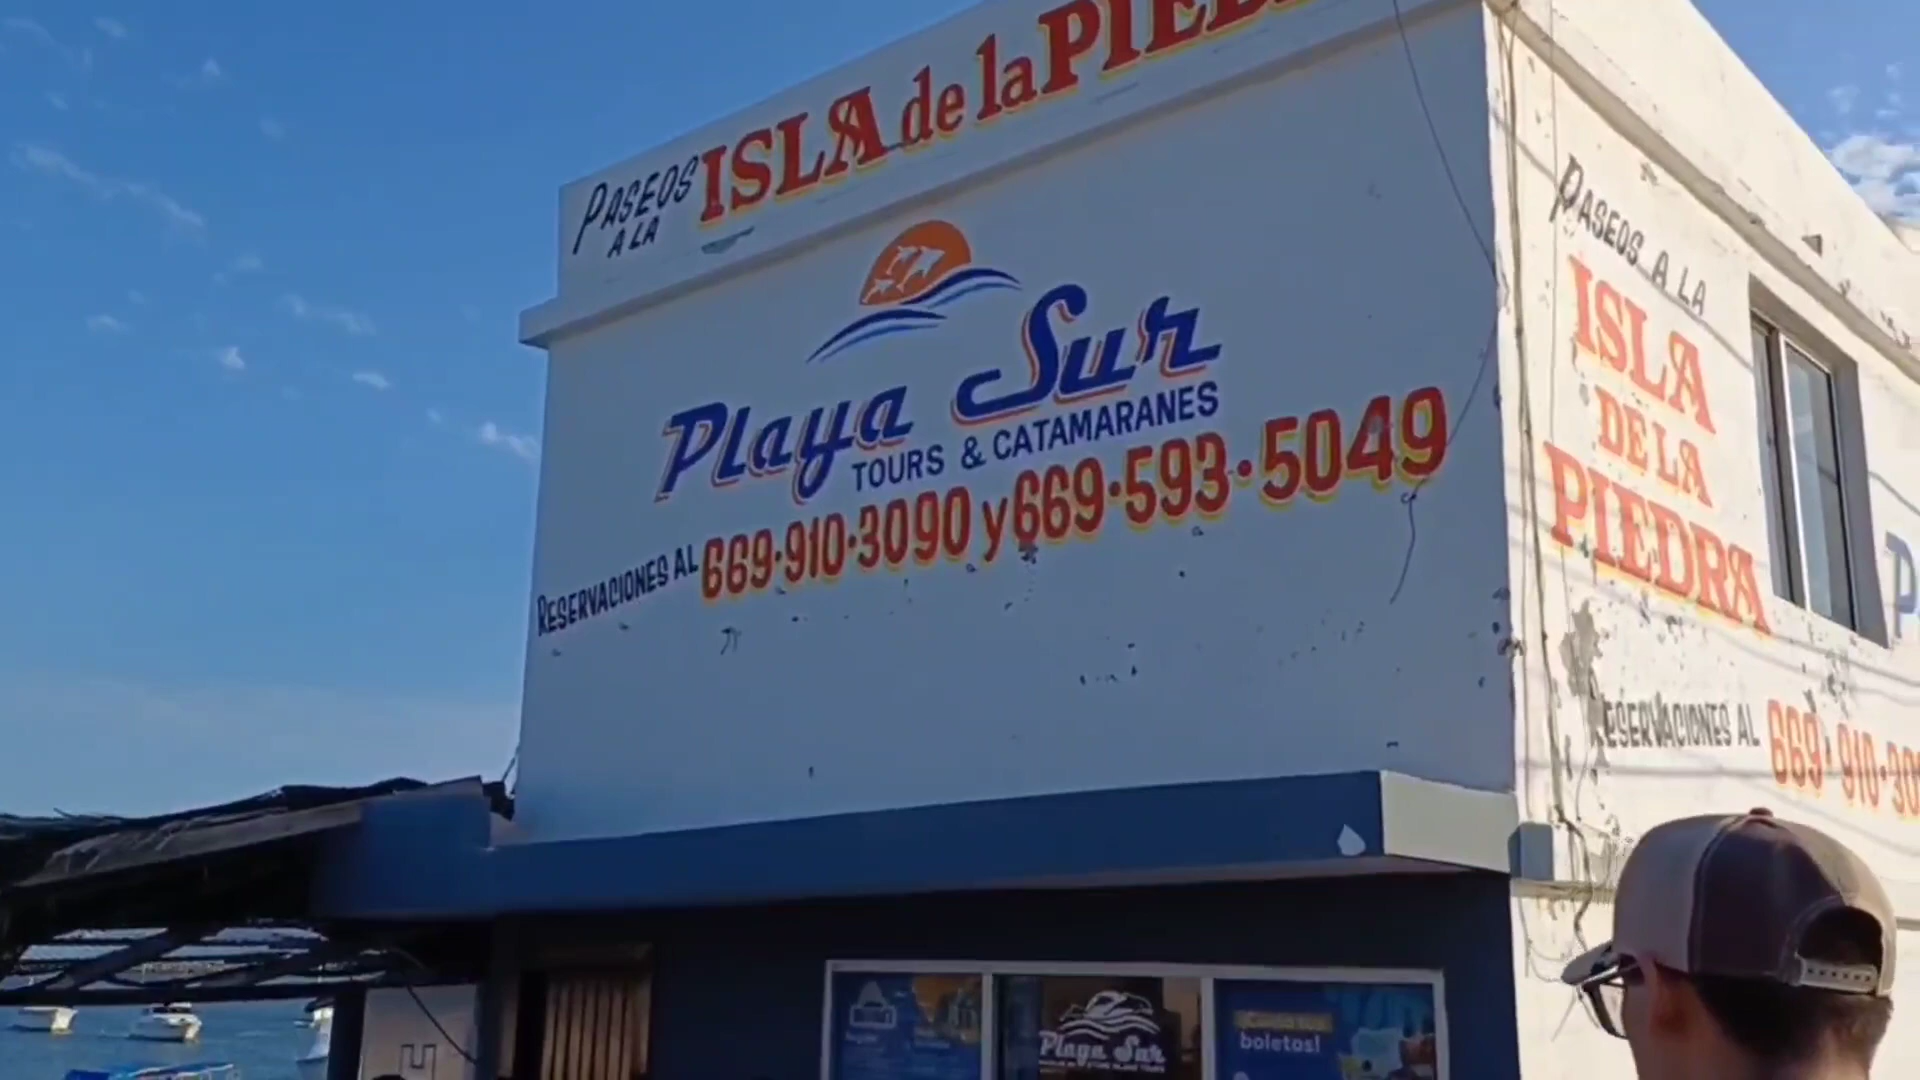 PASEOS
A LA
ISLA de la PIED
Playa Sur
TOURS & CATAMARANES
RESERVACIONES AL 669·910·3090 y 669·593·5049
PASEOS A LA
ISLA
DE LA
PIEDRA
RESERVACIONES AL 669·910·30
P
Playa Sur
boletos!